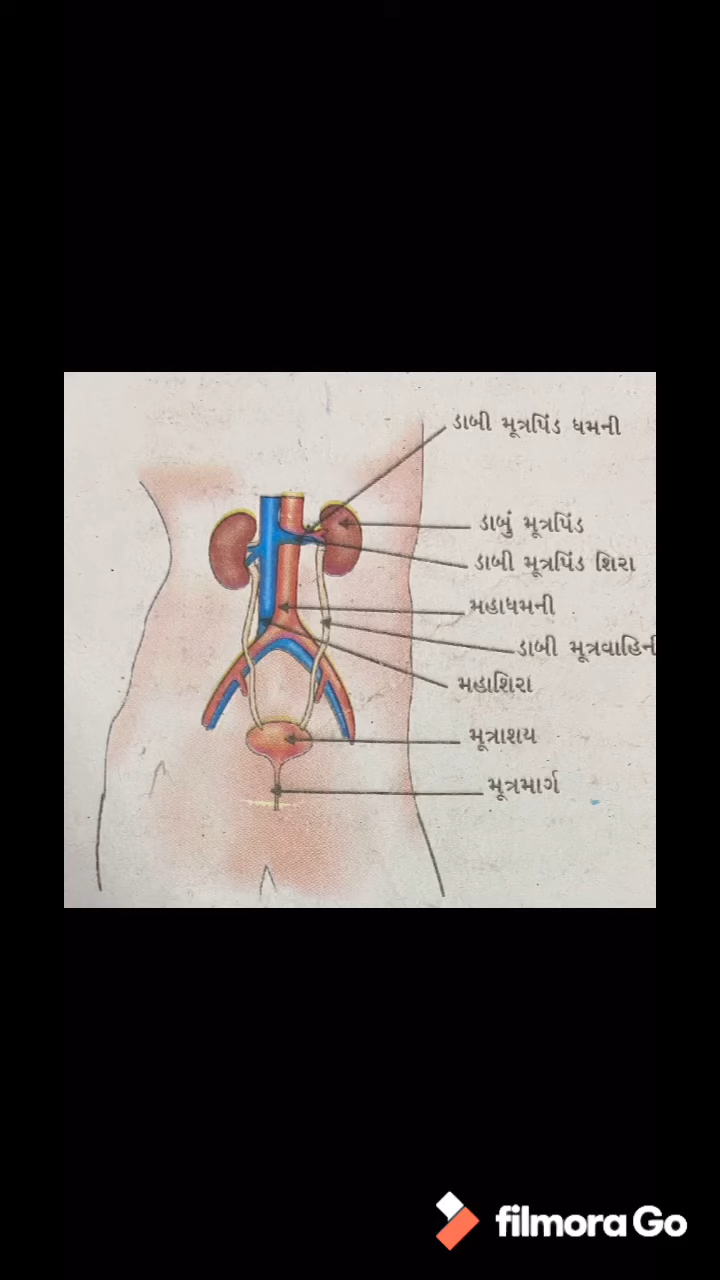 ડાબી મૂત્રપિંડ ધમની
ડાબું મૂત્રપિંડ
ડાબી મૂત્રપિંડ શિરા
મહાધમની
ડાબી મૂત્રવાહિની
મહાશિરા
મૂત્રાશય
મૂત્રમાર્ગ
filmora Go